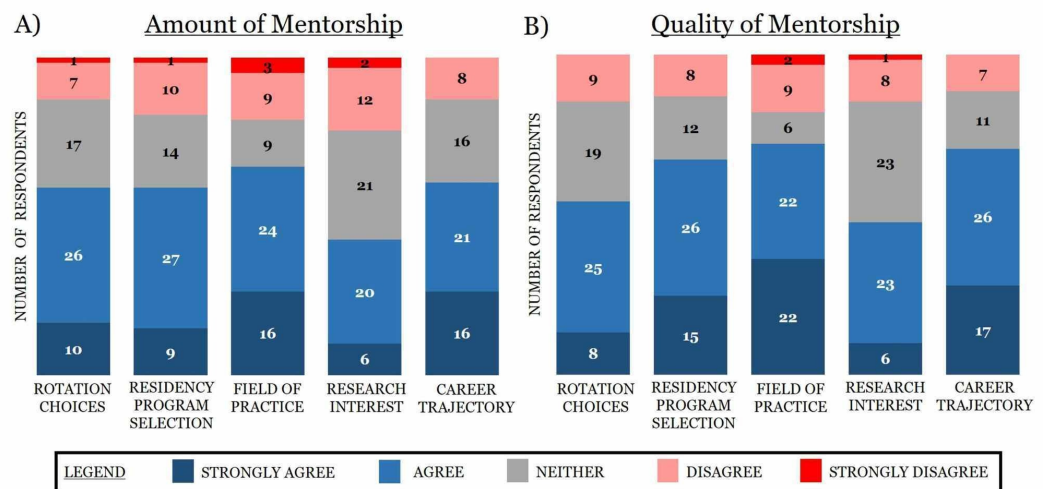 A)
Amount of Mentorship
NUMBER OF RESPONDENTS
1
7
17
26
10
1
10
14
27
9
3
9
9
24
16
2
12
21
20
6
8
16
21
16
ROTATION
CHOICES
RESIDENCY
PROGRAM
SELECTION
FIELD OF
PRACTICE
RESEARCH
INTEREST
CAREER
TRAJECTORY
B)
Quality of Mentorship
NUMBER OF RESPONDENTS
9
19
25
8
8
12
26
15
2
9
6
22
22
1
8
23
23
6
7
11
26
17
ROTATION
CHOICES
RESIDENCY
PROGRAM
SELECTION
FIELD OF
PRACTICE
RESEARCH
INTEREST
CAREER
TRAJECTORY
LEGEND STRONGLY AGREE AGREE NEITHER DISAGREE STRONGLY DISAGREE